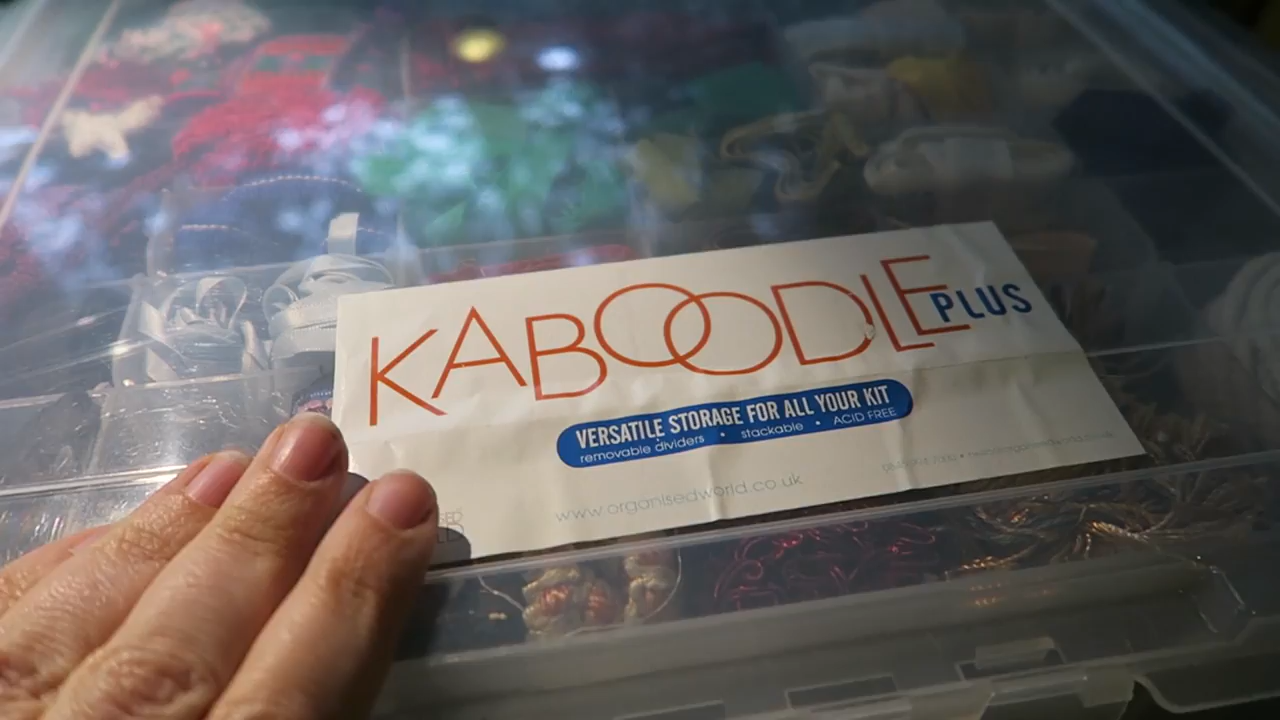 KABOODLE
PLUS
VERSATILE STORAGE FOR ALL YOUR KIT
removable dividers • stackable • ACID FREE
www.organisedworld.co.uk